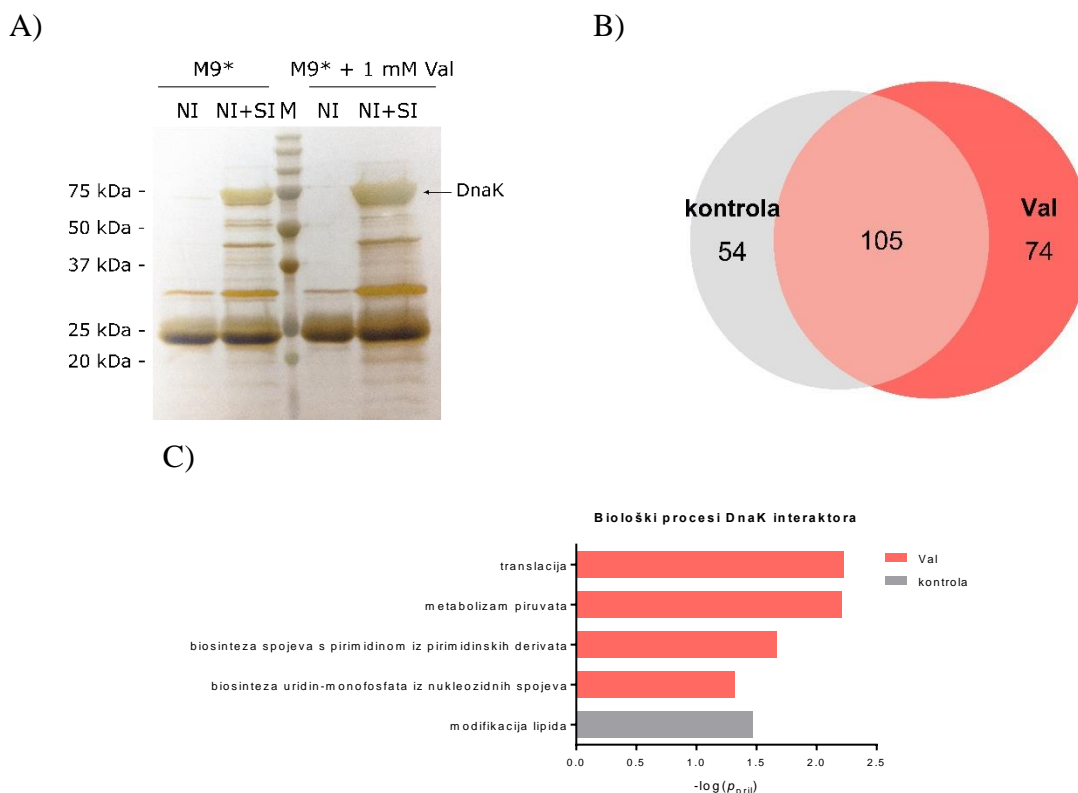 A)
M9* M9* + 1 mM Val
NI NI+SI M NI NI+SI
75 kDa -
DnaK
50 kDa -
37 kDa -
25 kDa -
20 kDa -
B)
kontrola
54
105
Val
74
C)
Biološki procesi DnaK interaktora
translacija
metabolizam piruvata
biosinteza spojeva s pirimidinom iz pirimidinskih derivata
biosinteza uridin-monofosfata iz nukleozidnih spojeva
modifikacija lipida
Val
kontrola
0.0 0.5 1.0 1.5 2.0 2.5
-log(ppril)